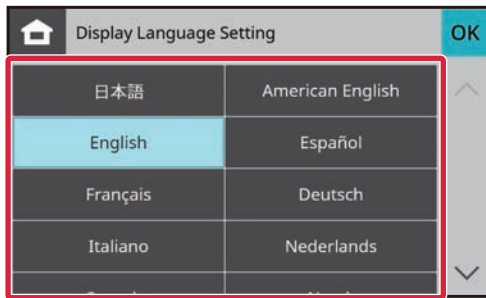 Display Language Setting
OK
日本語
American English
English
Español
Français
Deutsch
Italiano
Nederlands